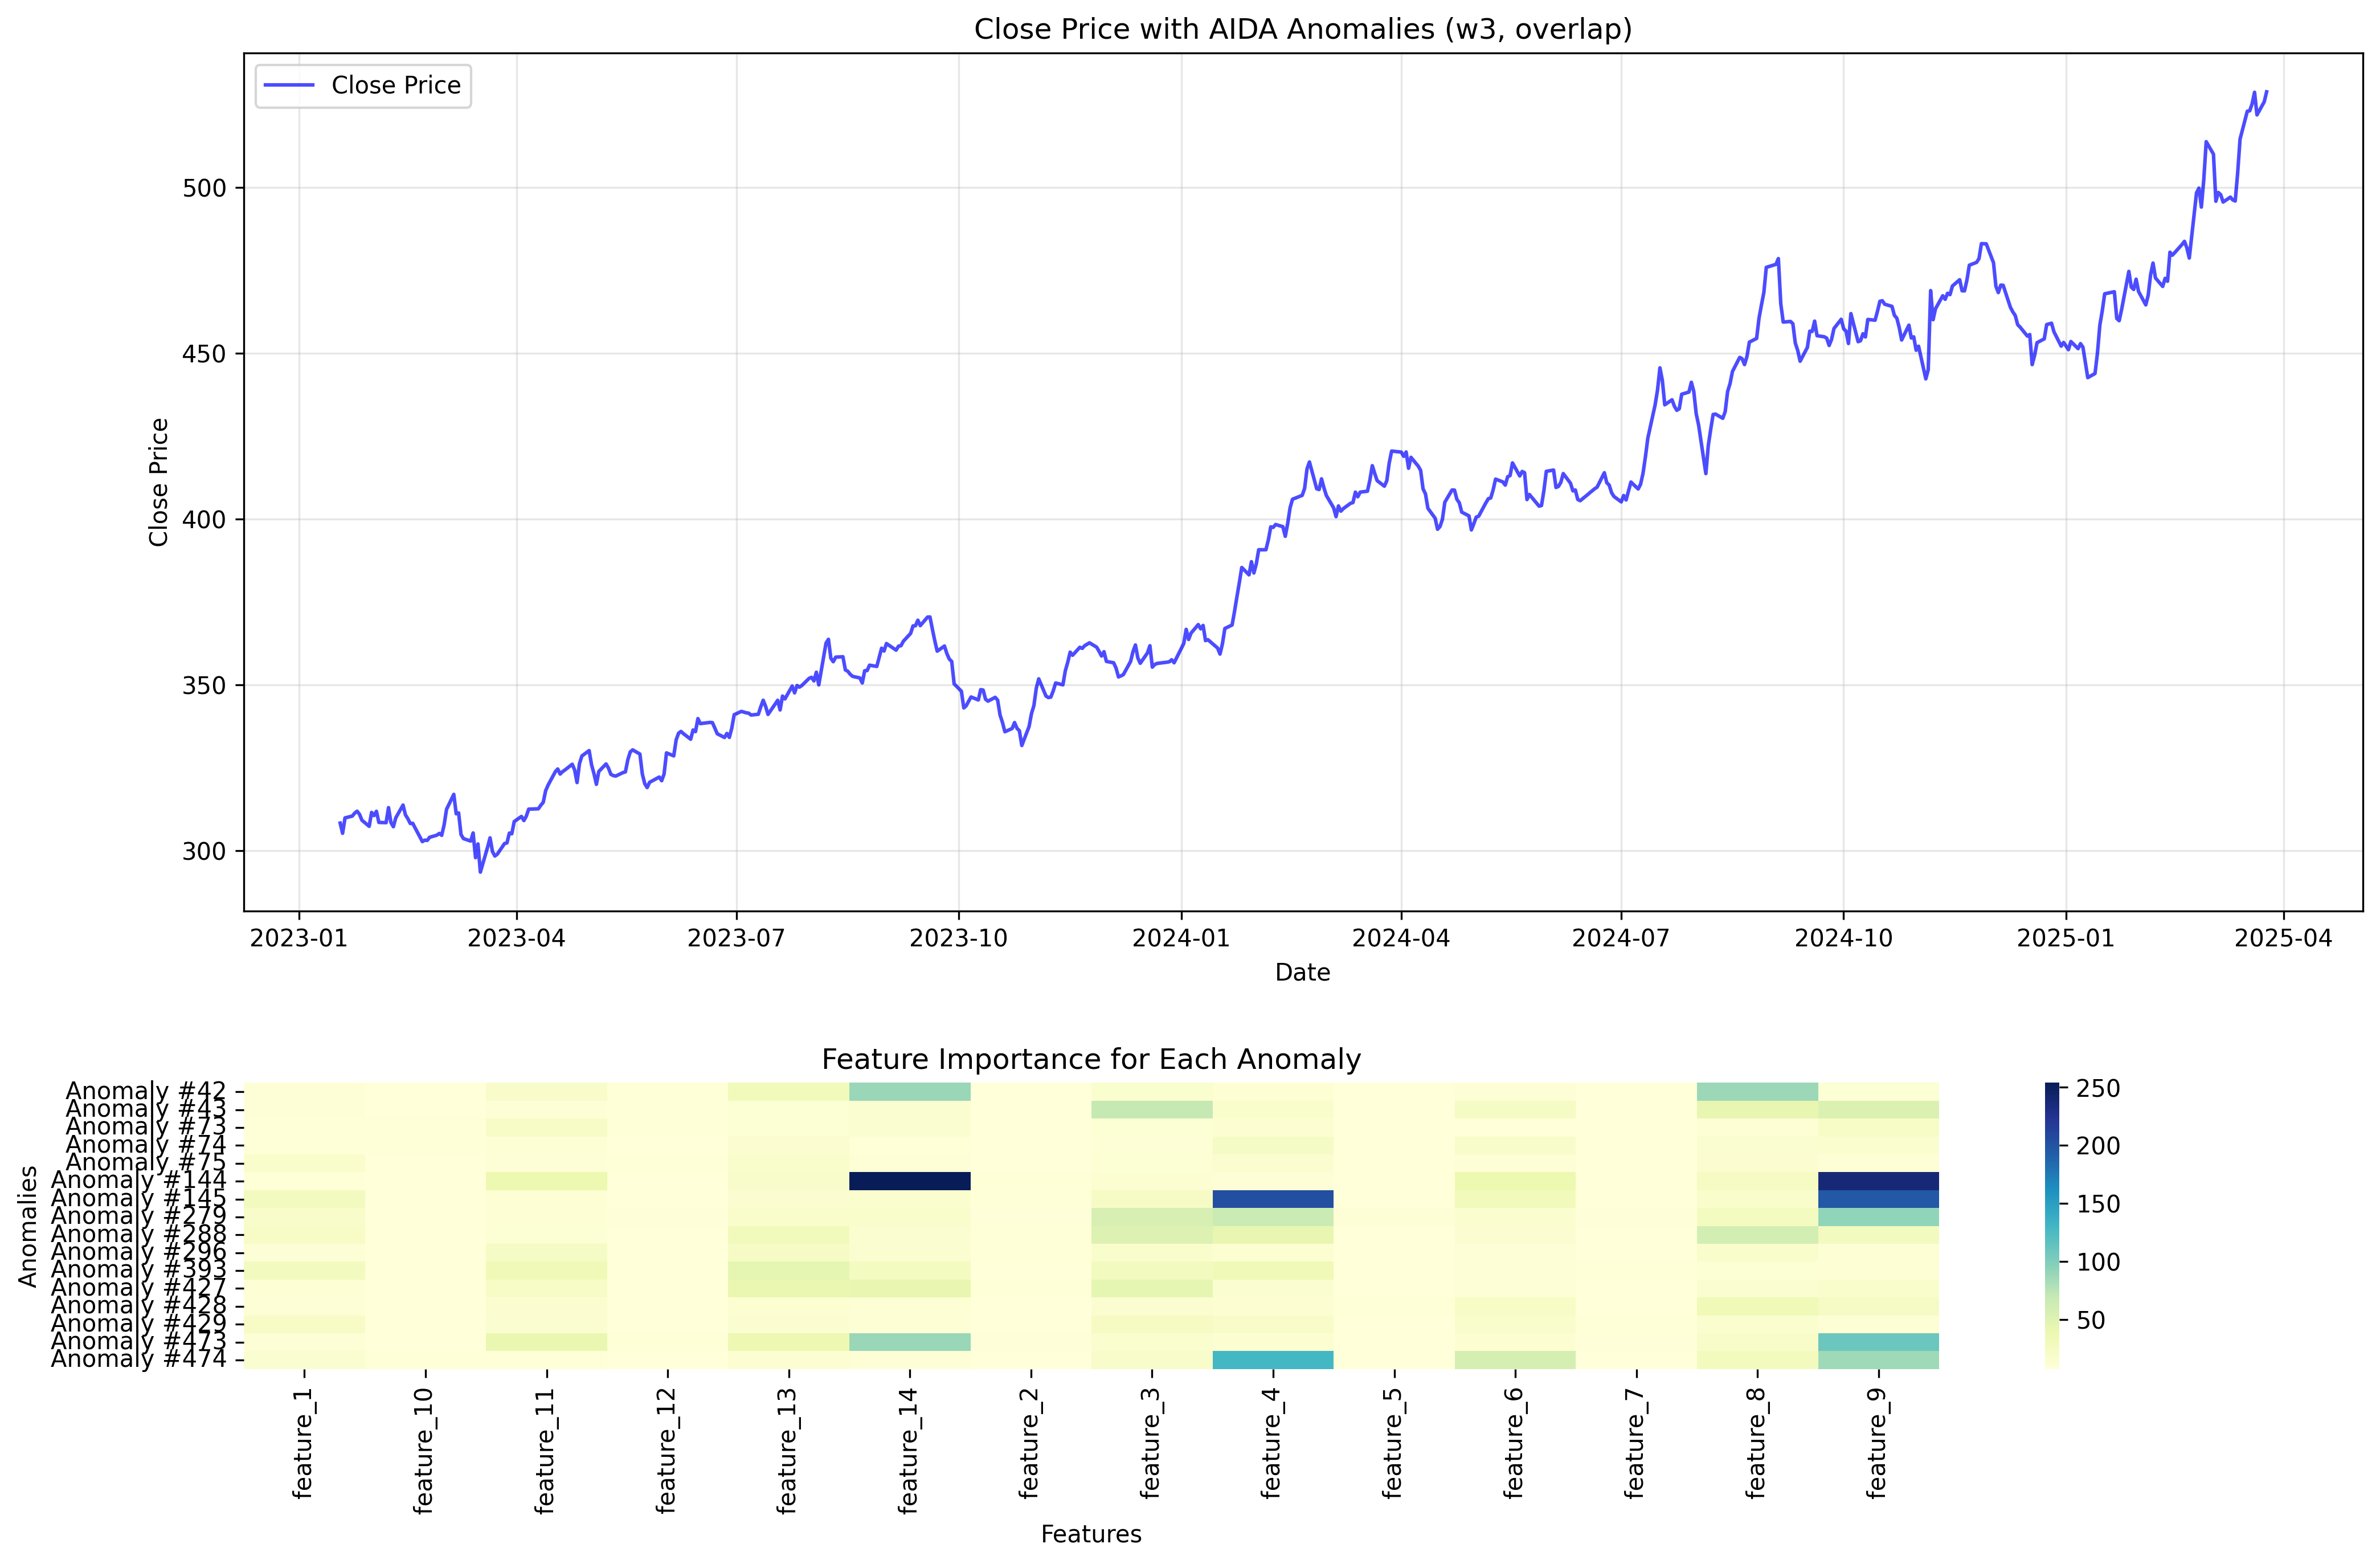 Close Price with AIDA Anomalies (w3, overlap)
Close Price
500
450
400
350
300
Close Price
2023-01 2023-04 2023-07 2023-10 2024-01 2024-04 2024-07 2024-10 2025-01 2025-04
Date
Feature Importance for Each Anomaly
Anomaly #42
Anomaly #43
Anomaly #73
Anomaly #74
Anomaly #75
Anomaly #144
Anomaly #145
Anomaly #279
Anomaly #288
Anomaly #296
Anomaly #393
Anomaly #427
Anomaly #428
Anomaly #429
Anomaly #473
Anomaly #474
Anomalies
250
200
150
100
50
feature_1 feature_10 feature_11 feature_12 feature_13 feature_14 feature_2 feature_3 feature_4 feature_5 feature_6 feature_7 feature_8 feature_9
Features